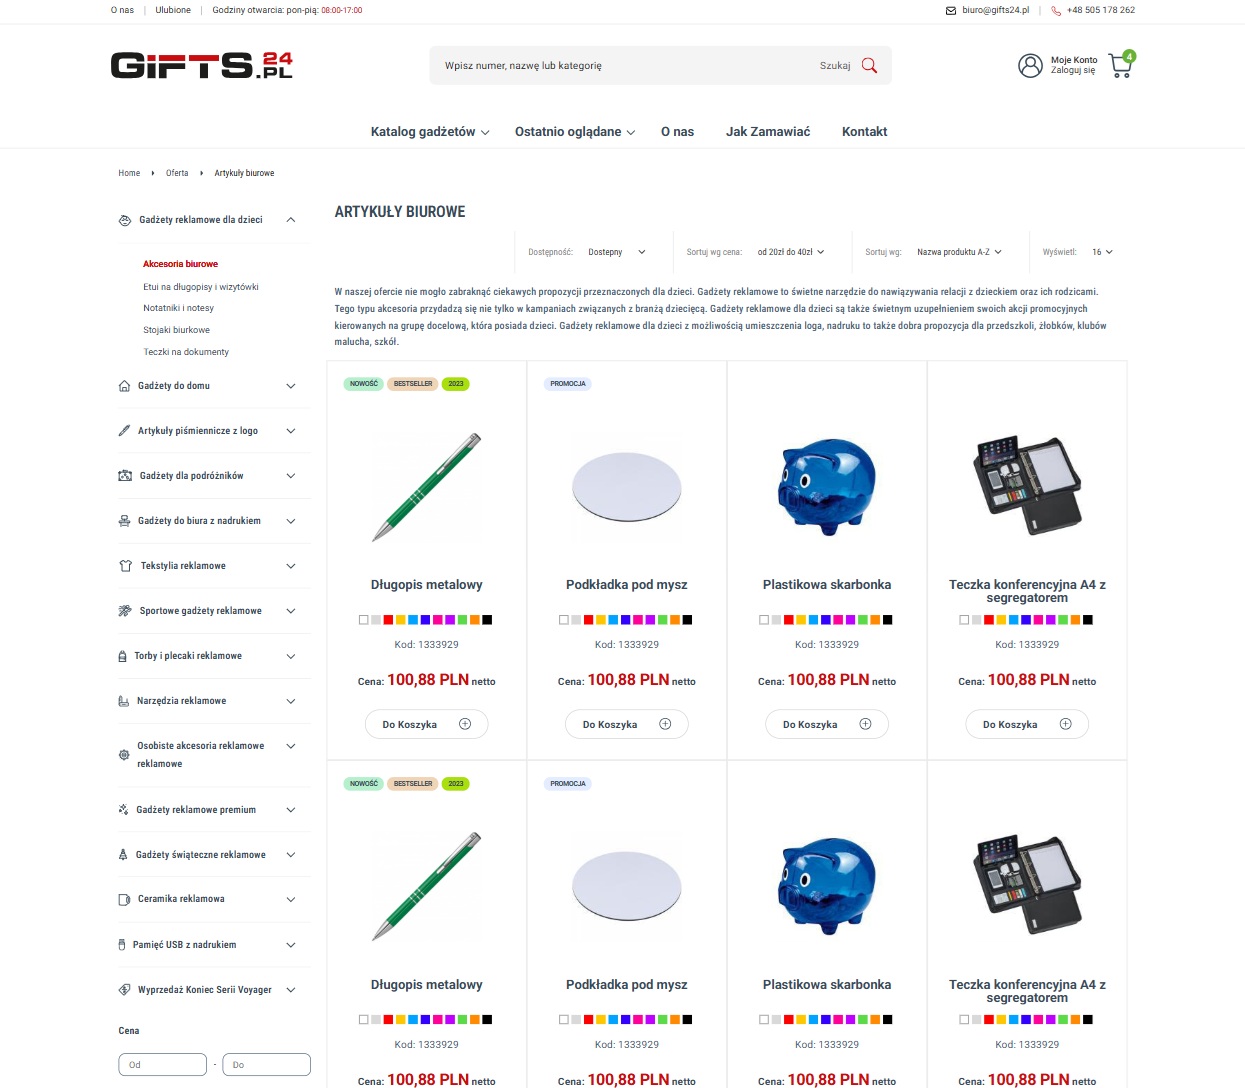 O nas
Ulubione
Godziny otwarcia: pon-pią: 08:00-17:00
biuro@gifts24.pl
+48 505 178 262
GiFTS24.PL
Wpisz numer, nazwę lub kategorię
Szukaj
Moje Konto
Zaloguj się
4
Katalog gadżetów
Ostatnio oglądane
O nas
Jak Zamawiać
Kontakt
Home
Oferta
Artykuły biurowe
Gadżety reklamowe dla dzieci
Akcesoria biurowe
Etui na długopisy i wizytówki
Notatniki i notesy
Stojaki biurkowe
Teczki na dokumenty
Gadżety do domu
Artykuły piśmiennicze z logo
Gadżety dla podróżników
Gadżety do biura z nadrukiem
Tekstylia reklamowe
Sportowe gadżety reklamowe
Torby i plecaki reklamowe
Narzędzia reklamowe
Osobiste akcesoria reklamowe
reklamowe
Gadżety reklamowe premium
Gadżety świąteczne reklamowe
Ceramika reklamowa
Pamięć USB z nadrukiem
Wyprzedaż Koniec Serii Voyager
Cena
Od
-
Do
ARTYKUŁY BIUROWE
Dostępność: Dostepny
Sortuj wg cena: od 20zł do 40zł
Sortuj wg: Nazwa produktu A-Z
Wyświetl: 16
W naszej ofercie nie mogło zabraknąć ciekawych propozycji przeznaczonych dla dzieci. Gadżety reklamowe to świetne narzędzie do nawiązywania relacji z dzieckiem oraz ich rodzicami.
Tego typu akcesoria przydadzą się nie tylko w kampaniach związanych z branżą dziecięcą. Gadżety reklamowe dla dzieci są także świetnym uzupełnieniem swoich akcji promocyjnych
kierowanych na grupę docelową, która posiada dzieci. Gadżety reklamowe dla dzieci z możliwością umieszczenia loga, nadruku to także dobra propozycja dla przedszkoli, żłobków, klubów
malucha, szkół.
NOWOŚĆ
BESTSELLER
2023
Długopis metalowy
Kod: 1333929
Cena: 100,88 PLN netto
Do Koszyka
PROMOCJA
Podkładka pod mysz
Kod: 1333929
Cena: 100,88 PLN netto
Do Koszyka
Plastikowa skarbonka
Kod: 1333929
Cena: 100,88 PLN netto
Do Koszyka
Teczka konferencyjna A4 z
segregatorem
Kod: 1333929
Cena: 100,88 PLN netto
Do Koszyka
NOWOŚĆ
BESTSELLER
2023
Długopis metalowy
Kod: 1333929
Cena: 100,88 PLN netto
PROMOCJA
Podkładka pod mysz
Kod: 1333929
Cena: 100,88 PLN netto
Plastikowa skarbonka
Kod: 1333929
Cena: 100,88 PLN netto
Teczka konferencyjna A4 z
segregatorem
Kod: 1333929
Cena: 100,88 PLN netto